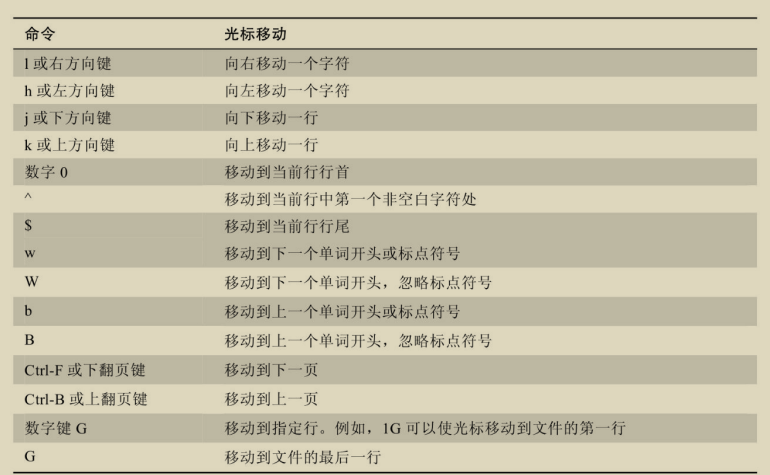 命令 光标移动
l 或右方向键 向右移动一个字符
h 或左方向键 向左移动一个字符
j 或下方向键 向下移动一行
k 或上方向键 向上移动一行
数字 0 移动到当前行行首
^ 移动到当前行中第一个非空白字符处
$ 移动到当前行行尾
w 移动到下一个单词开头或标点符号
W 移动到下一个单词开头，忽略标点符号
b 移动到上一个单词开头或标点符号
B 移动到上一个单词开头，忽略标点符号
Ctrl-F 或下翻页键 移动到下一页
Ctrl-B 或上翻页键 移动到上一页
数字键 G 移动到指定行。例如，1G 可以使光标移动到文件的第一行
G 移动到文件的最后一行